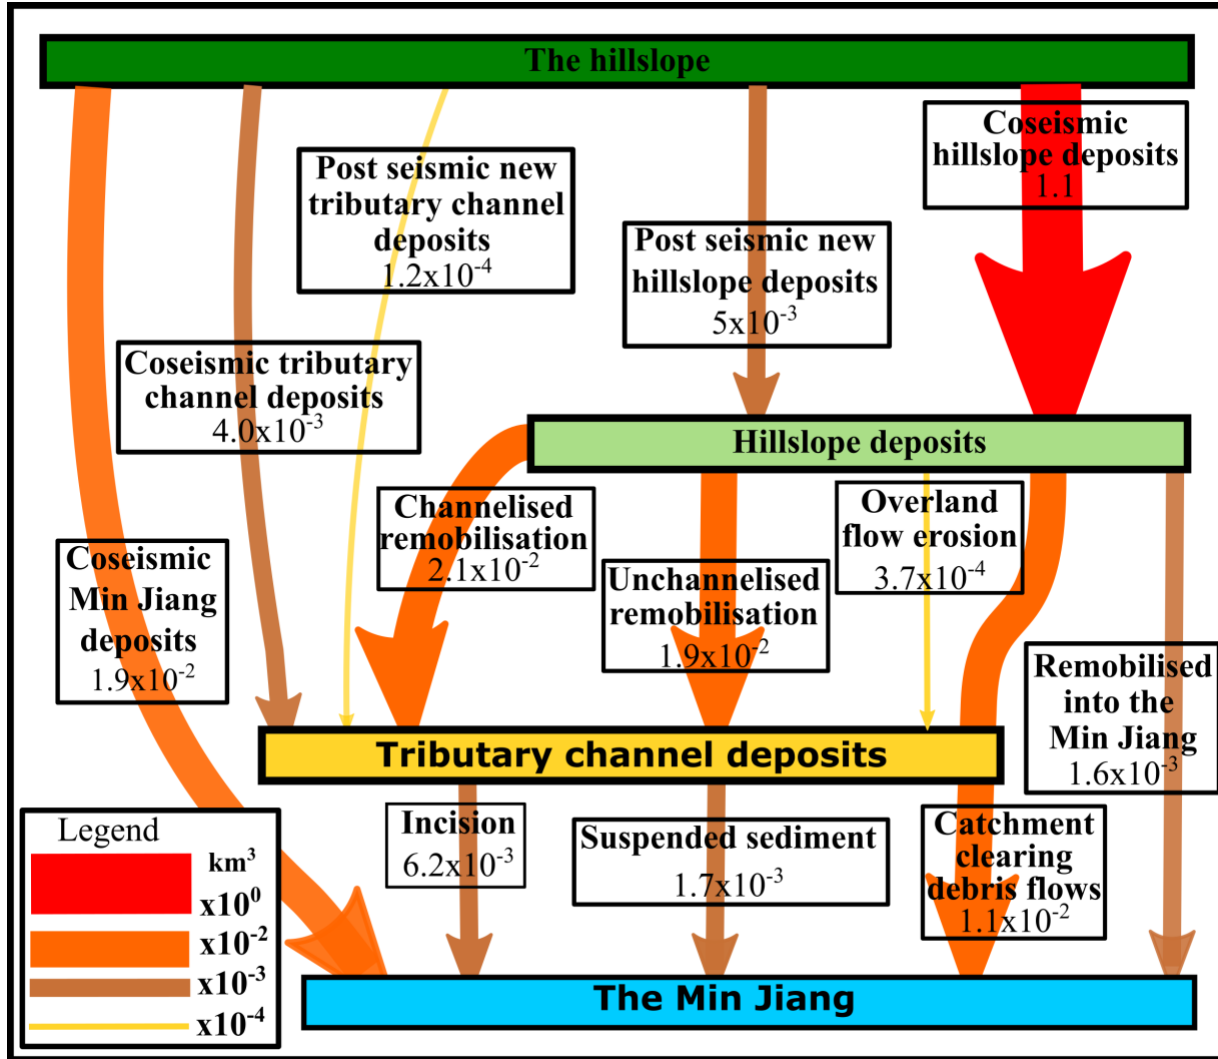 The hillslope
Coseismic
hillslope deposits
1.1
Post seismic new
tributary channel
deposits
1.2x10⁻⁴
Post seismic new
hillslope deposits
5x10⁻³
Coseismic tributary
channel deposits
4.0x10⁻³
Hillslope deposits
Channelised
remobilisation
2.1x10⁻²
Unchannelised
remobilisation
1.9x10⁻²
Overland
flow erosion
3.7x10⁻⁴
Coseismic
Min Jiang
deposits
1.9x10⁻²
Remobilised
into the
Min Jiang
1.6x10⁻³
Tributary channel deposits
Incision
6.2x10⁻³
Suspended sediment
1.7x10⁻³
Catchment
clearing
debris flows
1.1x10⁻²
Legend
km³
x10⁰
x10⁻²
x10⁻³
x10⁻⁴
The Min Jiang